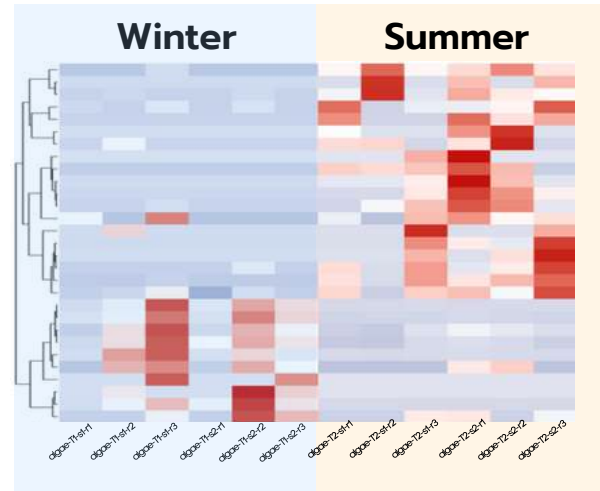 Winter
Summer
algae-T1-s1-r1
algae-T1-s1-r2
algae-T1-s1-r3
algae-T1-s2-r1
algae-T1-s2-r2
algae-T1-s2-r3
algae-T2-s1-r1
algae-T2-s1-r2
algae-T2-s1-r3
algae-T2-s2-r1
algae-T2-s2-r2
algae-T2-s2-r3